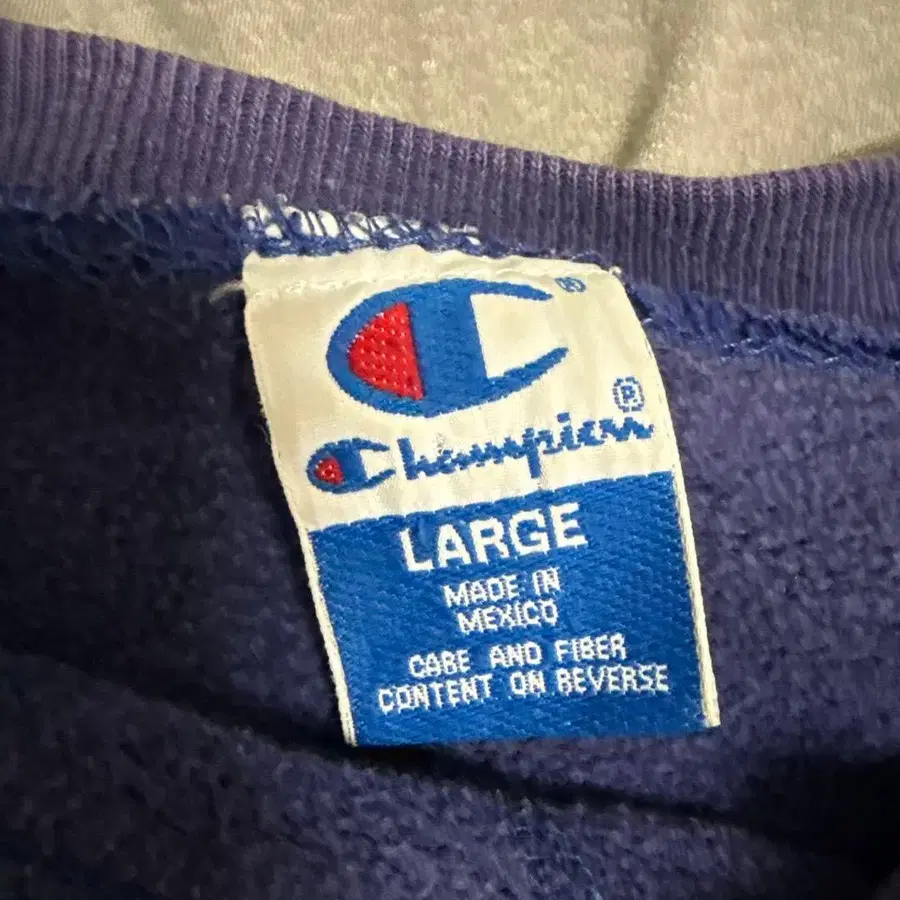 ®
Champion®
LARGE
MADE IN
MEXICO
CARE AND FIBER
CONTENT ON REVERSE